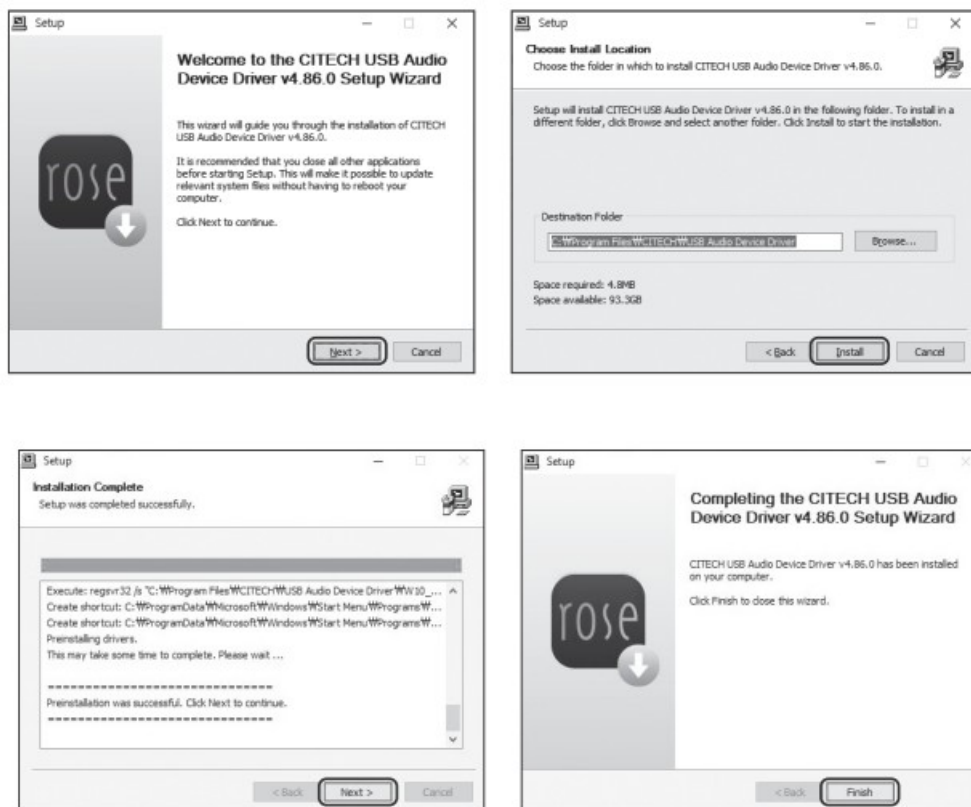 Setup
Welcome to the CITECH USB Audio
Device Driver v4.86.0 Setup Wizard
This wizard will guide you through the installation of CITECH
USB Audio Device Driver v4.86.0.
It is recommended that you close all other applications
before starting Setup. This will make it possible to update
relevant system files without having to reboot your
computer.
Click Next to continue.
rose
Next >
Cancel
Setup
Choose Install Location
Choose the folder in which to install CITECH USB Audio Device Driver v4.86.0.
Setup will install CITECH USB Audio Device Driver v4.86.0 in the following folder. To install in a
different folder, click Browse and select another folder. Click Install to start the installation.
Destination Folder
C:₩Program Files₩CITECH₩USB Audio Device Driver
Browse...
Space required: 4.8MB
Space available: 93.3GB
< Back
Install
Cancel
Setup
Installation Complete
Setup was completed successfully.
Execute: regsvr32 /s "C:₩Program Files₩CITECH₩USB Audio Device Driver₩W10_...
Create shortcut: C:₩ProgramData₩Microsoft₩Windows₩Start Menu₩Programs₩...
Create shortcut: C:₩ProgramData₩Microsoft₩Windows₩Start Menu₩Programs₩...
Preinstalling drivers.
This may take some time to complete. Please wait ...
==============================
Preinstallation was successful. Click Next to continue.
==============================
< Back
Next >
Cancel
Setup
Completing the CITECH USB Audio
Device Driver v4.86.0 Setup Wizard
CITECH USB Audio Device Driver v4.86.0 has been installed
on your computer.
Click Finish to close this wizard.
rose
< Back
Finish